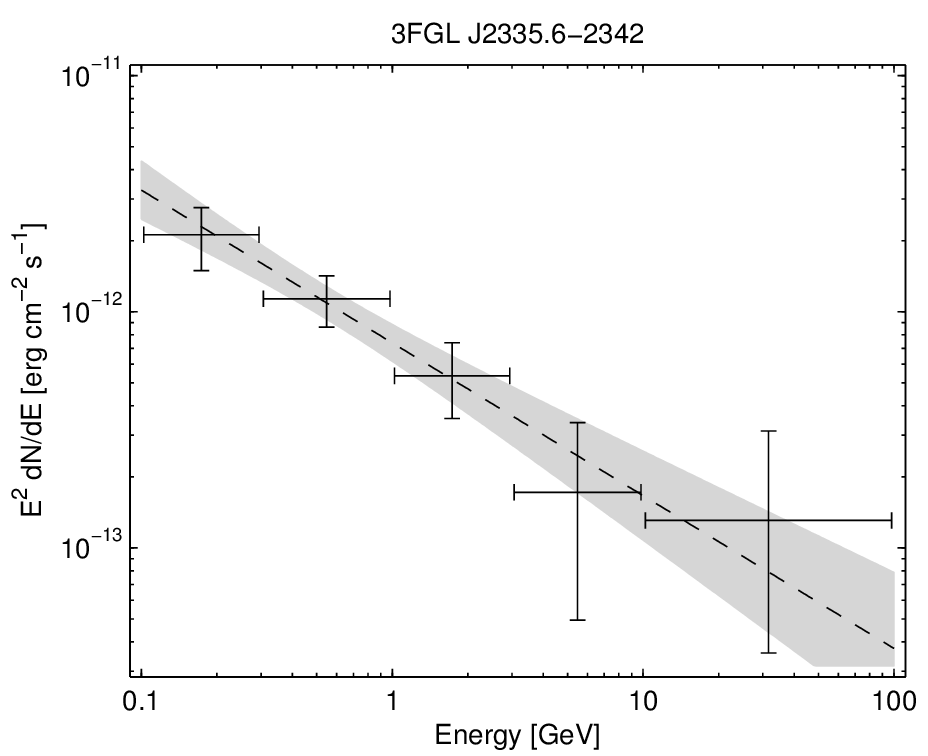 3FGL J2335.6−2342
10⁻¹¹
10⁻¹²
10⁻¹³
E² dN/dE [erg cm⁻² s⁻¹]
0.1 1 10 100
Energy [GeV]